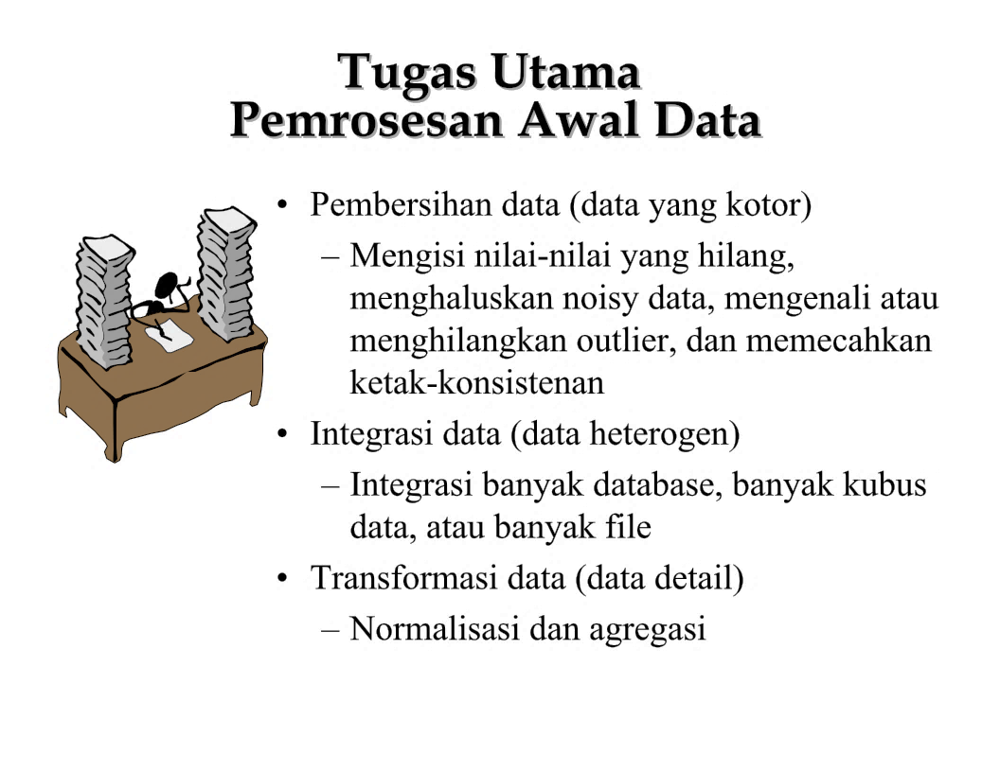 Tugas Utama
Pemrosesan Awal Data
• Pembersihan data (data yang kotor)
– Mengisi nilai-nilai yang hilang,
menghaluskan noisy data, mengenali atau
menghilangkan outlier, dan memecahkan
ketak-konsistenan
• Integrasi data (data heterogen)
– Integrasi banyak database, banyak kubus
data, atau banyak file
• Transformasi data (data detail)
– Normalisasi dan agregasi